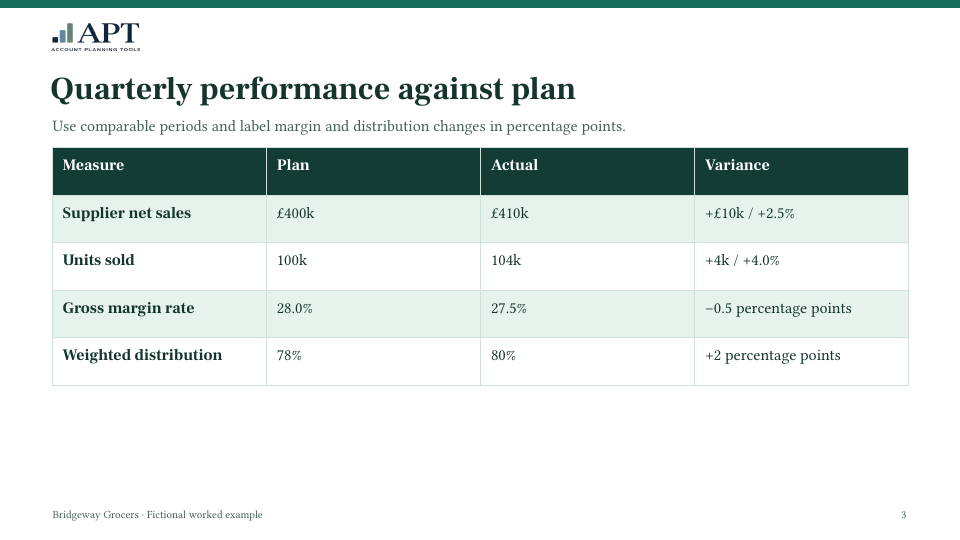 APT
ACCOUNT PLANNING TOOLS
Quarterly performance against plan
Use comparable periods and label margin and distribution changes in percentage points.
Measure Plan Actual Variance
Supplier net sales £400k £410k +£10k / +2.5%
Units sold 100k 104k +4k / +4.0%
Gross margin rate 28.0% 27.5% −0.5 percentage points
Weighted distribution 78% 80% +2 percentage points
Bridgeway Grocers · Fictional worked example 3